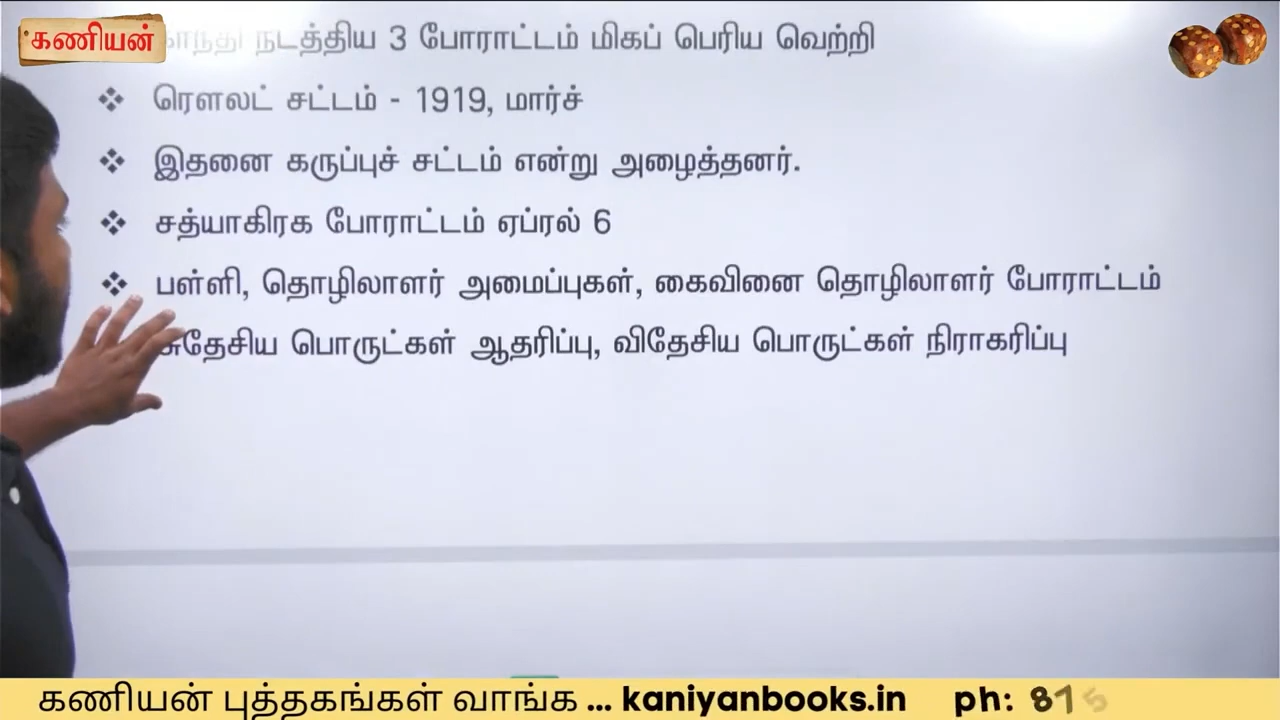 கணியன்
காந்தி நடத்திய 3 போராட்டம் மிகப் பெரிய வெற்றி
❖ ரௌலட் சட்டம் - 1919, மார்ச்
❖ இதனை கருப்புச் சட்டம் என்று அழைத்தனர்.
❖ சத்யாகிரக போராட்டம் ஏப்ரல் 6
❖ பள்ளி, தொழிலாளர் அமைப்புகள், கைவினை தொழிலாளர் போராட்டம்
சுதேசிய பொருட்கள் ஆதரிப்பு, விதேசிய பொருட்கள் நிராகரிப்பு
கணியன் புத்தகங்கள் வாங்க ... kaniyanbooks.in ph: 875